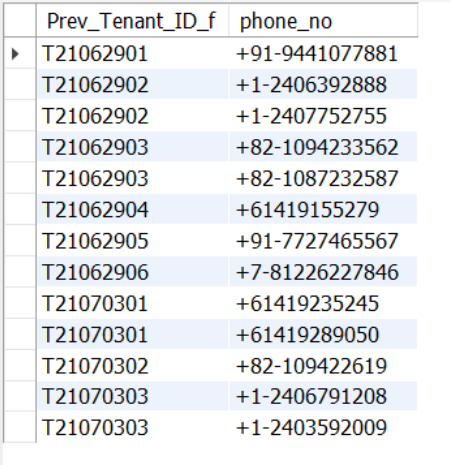 Prev_Tenant_ID_f phone_no
T21062901 +91-9441077881
T21062902 +1-2406392888
T21062902 +1-2407752755
T21062903 +82-1094233562
T21062903 +82-1087232587
T21062904 +61419155279
T21062905 +91-7727465567
T21062906 +7-81226227846
T21070301 +61419235245
T21070301 +61419289050
T21070302 +82-109422619
T21070303 +1-2406791208
T21070303 +1-2403592009